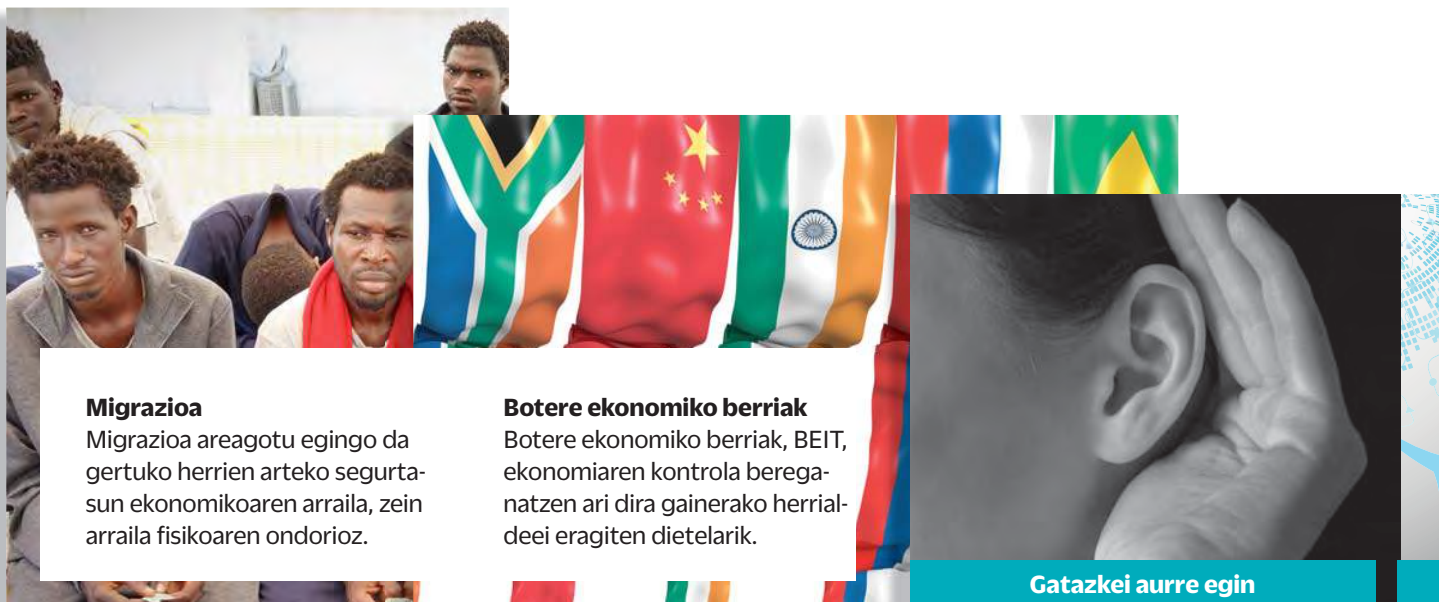 Migrazioa
Migrazioa areagotu egingo da
gertuko herrien arteko segurta-
sun ekonomikoaren arraila, zein
arraila fisikoaren ondorioz.
Botere ekonomiko berriak
Botere ekonomiko berriak, BEIT,
ekonomiaren kontrola berega-
natzen ari dira gainerako herrial-
deei eragiten dietelarik.
Gatazkei aurre egin